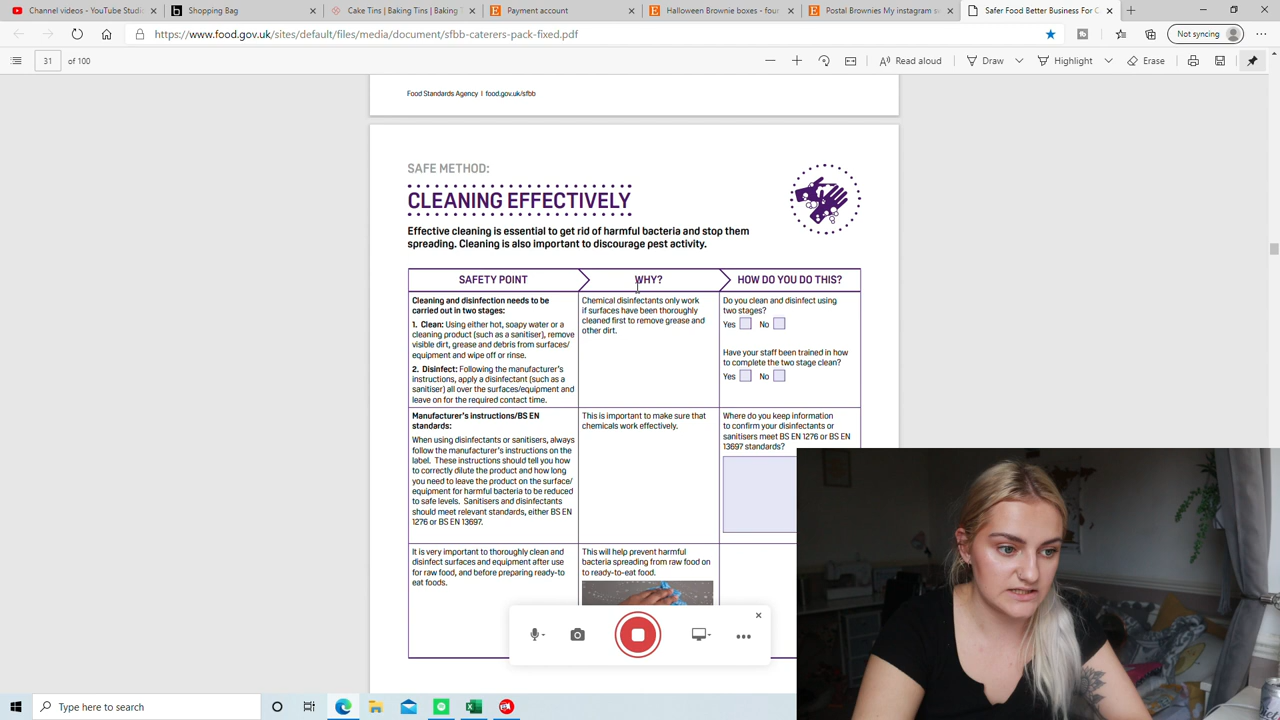 Channel videos - YouTube Studio
Shopping Bag
Cake Tins | Baking Tins | Baking T
Payment account
Halloween Brownie boxes - four
Postal Brownies My instagram is
Safer Food Better Business For C
https://www.food.gov.uk/sites/default/files/media/document/sfbb-caterers-pack-fixed.pdf
Not syncing
31 of 100
Read aloud
Draw
Highlight
Erase
Food Standards Agency | food.gov.uk/sfbb
SAFE METHOD:
CLEANING EFFECTIVELY
Effective cleaning is essential to get rid of harmful bacteria and stop them
spreading. Cleaning is also important to discourage pest activity.
SAFETY POINT
WHY?
HOW DO YOU DO THIS?
Cleaning and disinfection needs to be
carried out in two stages:
1. Clean: Using either hot, soapy water or a
cleaning product (such as a sanitiser), remove
visible dirt, grease and debris from surfaces/
equipment and wipe off or rinse.
2. Disinfect: Following the manufacturer's
instructions, apply a disinfectant (such as a
sanitiser) all over the surfaces/equipment and
leave on for the required contact time.
Chemical disinfectants only work
if surfaces have been thoroughly
cleaned first to remove grease and
other dirt.
Do you clean and disinfect using
two stages?
Yes No
Have your staff been trained in how
to complete the two stage clean?
Yes No
Manufacturer's instructions/BS EN
standards:
When using disinfectants or sanitisers, always
follow the manufacturer's instructions on the
label. These instructions should tell you how
to correctly dilute the product and how long
you need to leave the product on the surface/
equipment for harmful bacteria to be reduced
to safe levels. Sanitisers and disinfectants
should meet relevant standards, either BS EN
1276 or BS EN 13697.
This is important to make sure that
chemicals work effectively.
Where do you keep information
to confirm your disinfectants or
sanitisers meet BS EN 1276 or BS EN
13697 standards?
It is very important to thoroughly clean and
disinfect surfaces and equipment after use
for raw food, and before preparing ready-to
eat foods.
This will help prevent harmful
bacteria spreading from raw food on
to ready-to-eat food.
Type here to search